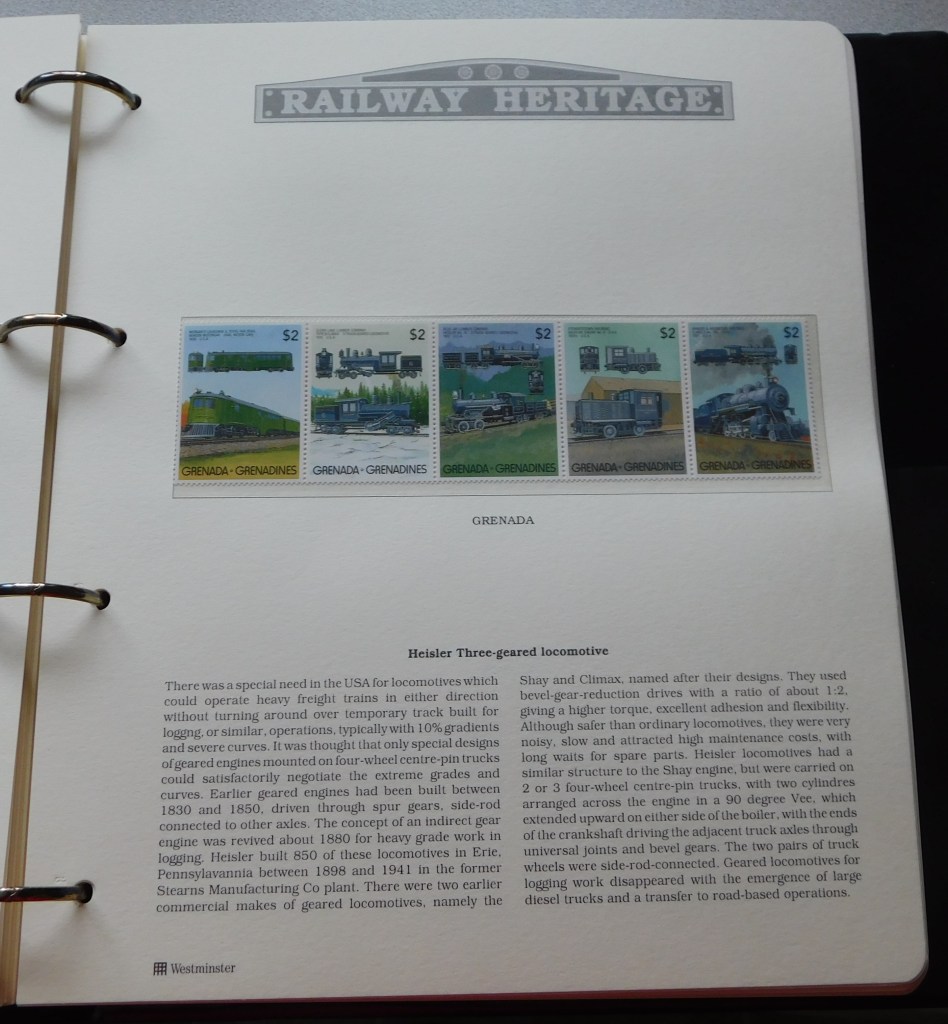 RAILWAY HERITAGE
$2
$2
$2
$2
$2
GRENADA GRENADINES
GRENADA GRENADINES
GRENADA GRENADINES
GRENADA GRENADINES
GRENADA GRENADINES
GRENADA
Heisler Three-geared locomotive
There was a special need in the USA for locomotives which
could operate heavy freight trains in either direction
without turning around over temporary track built for
loggng, or similar, operations, typically with 10% gradients
and severe curves. It was thought that only special designs
of geared engines mounted on four-wheel centre-pin trucks
could satisfactorily negotiate the extreme grades and
curves. Earlier geared engines had been built between
1830 and 1850, driven through spur gears, side-rod
connected to other axles. The concept of an indirect gear
engine was revived about 1880 for heavy grade work in
logging. Heisler built 850 of these locomotives in Erie,
Pennsylavannia between 1898 and 1941 in the former
Stearns Manufacturing Co plant. There were two earlier
commercial makes of geared locomotives, namely the
Shay and Climax, named after their designs. They used
bevel-gear-reduction drives with a ratio of about 1:2,
giving a higher torque, excellent adhesion and flexibility.
Although safer than ordinary locomotives, they were very
noisy, slow and attracted high maintenance costs, with
long waits for spare parts. Heisler locomotives had a
similar structure to the Shay engine, but were carried on
2 or 3 four-wheel centre-pin trucks, with two cylindres
arranged across the engine in a 90 degree Vee, which
extended upward on either side of the boiler, with the ends
of the crankshaft driving the adjacent truck axles through
universal joints and bevel gears. The two pairs of truck
wheels were side-rod-connected. Geared locomotives for
logging work disappeared with the emergence of large
diesel trucks and a transfer to road-based operations.
Westminster